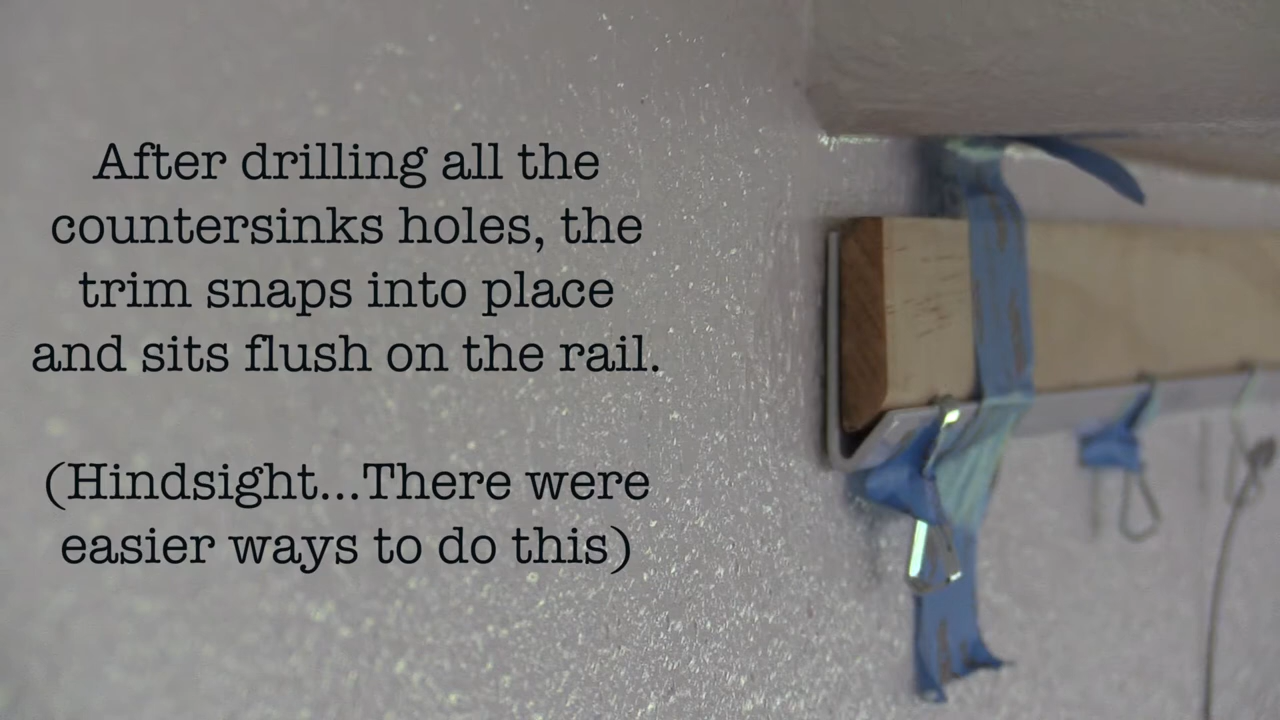 After drilling all the
countersinks holes, the
trim snaps into place
and sits flush on the rail.
(Hindsight...There were
easier ways to do this)